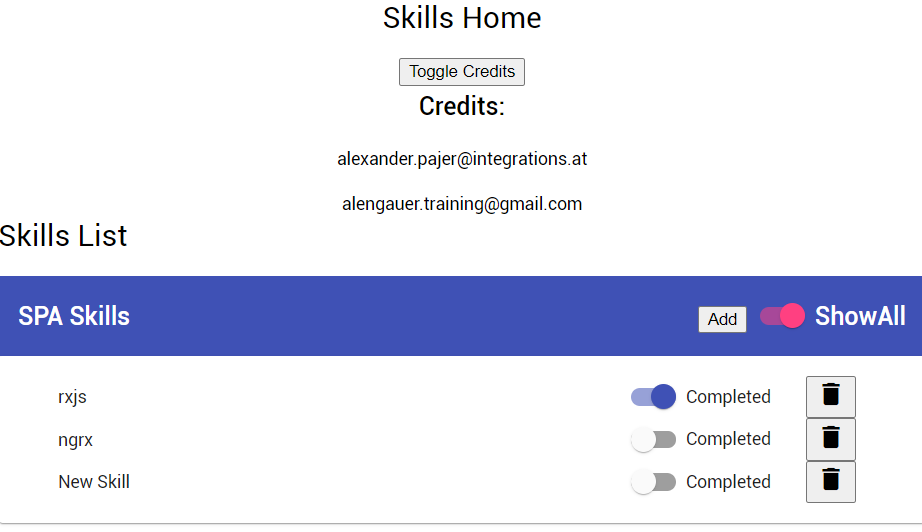 Skills Home
Toggle Credits
Credits:
alexander.pajer@integrations.at
alengauer.training@gmail.com
Skills List
SPA Skills Add ShowAll
rxjs Completed
ngrx Completed
New Skill Completed